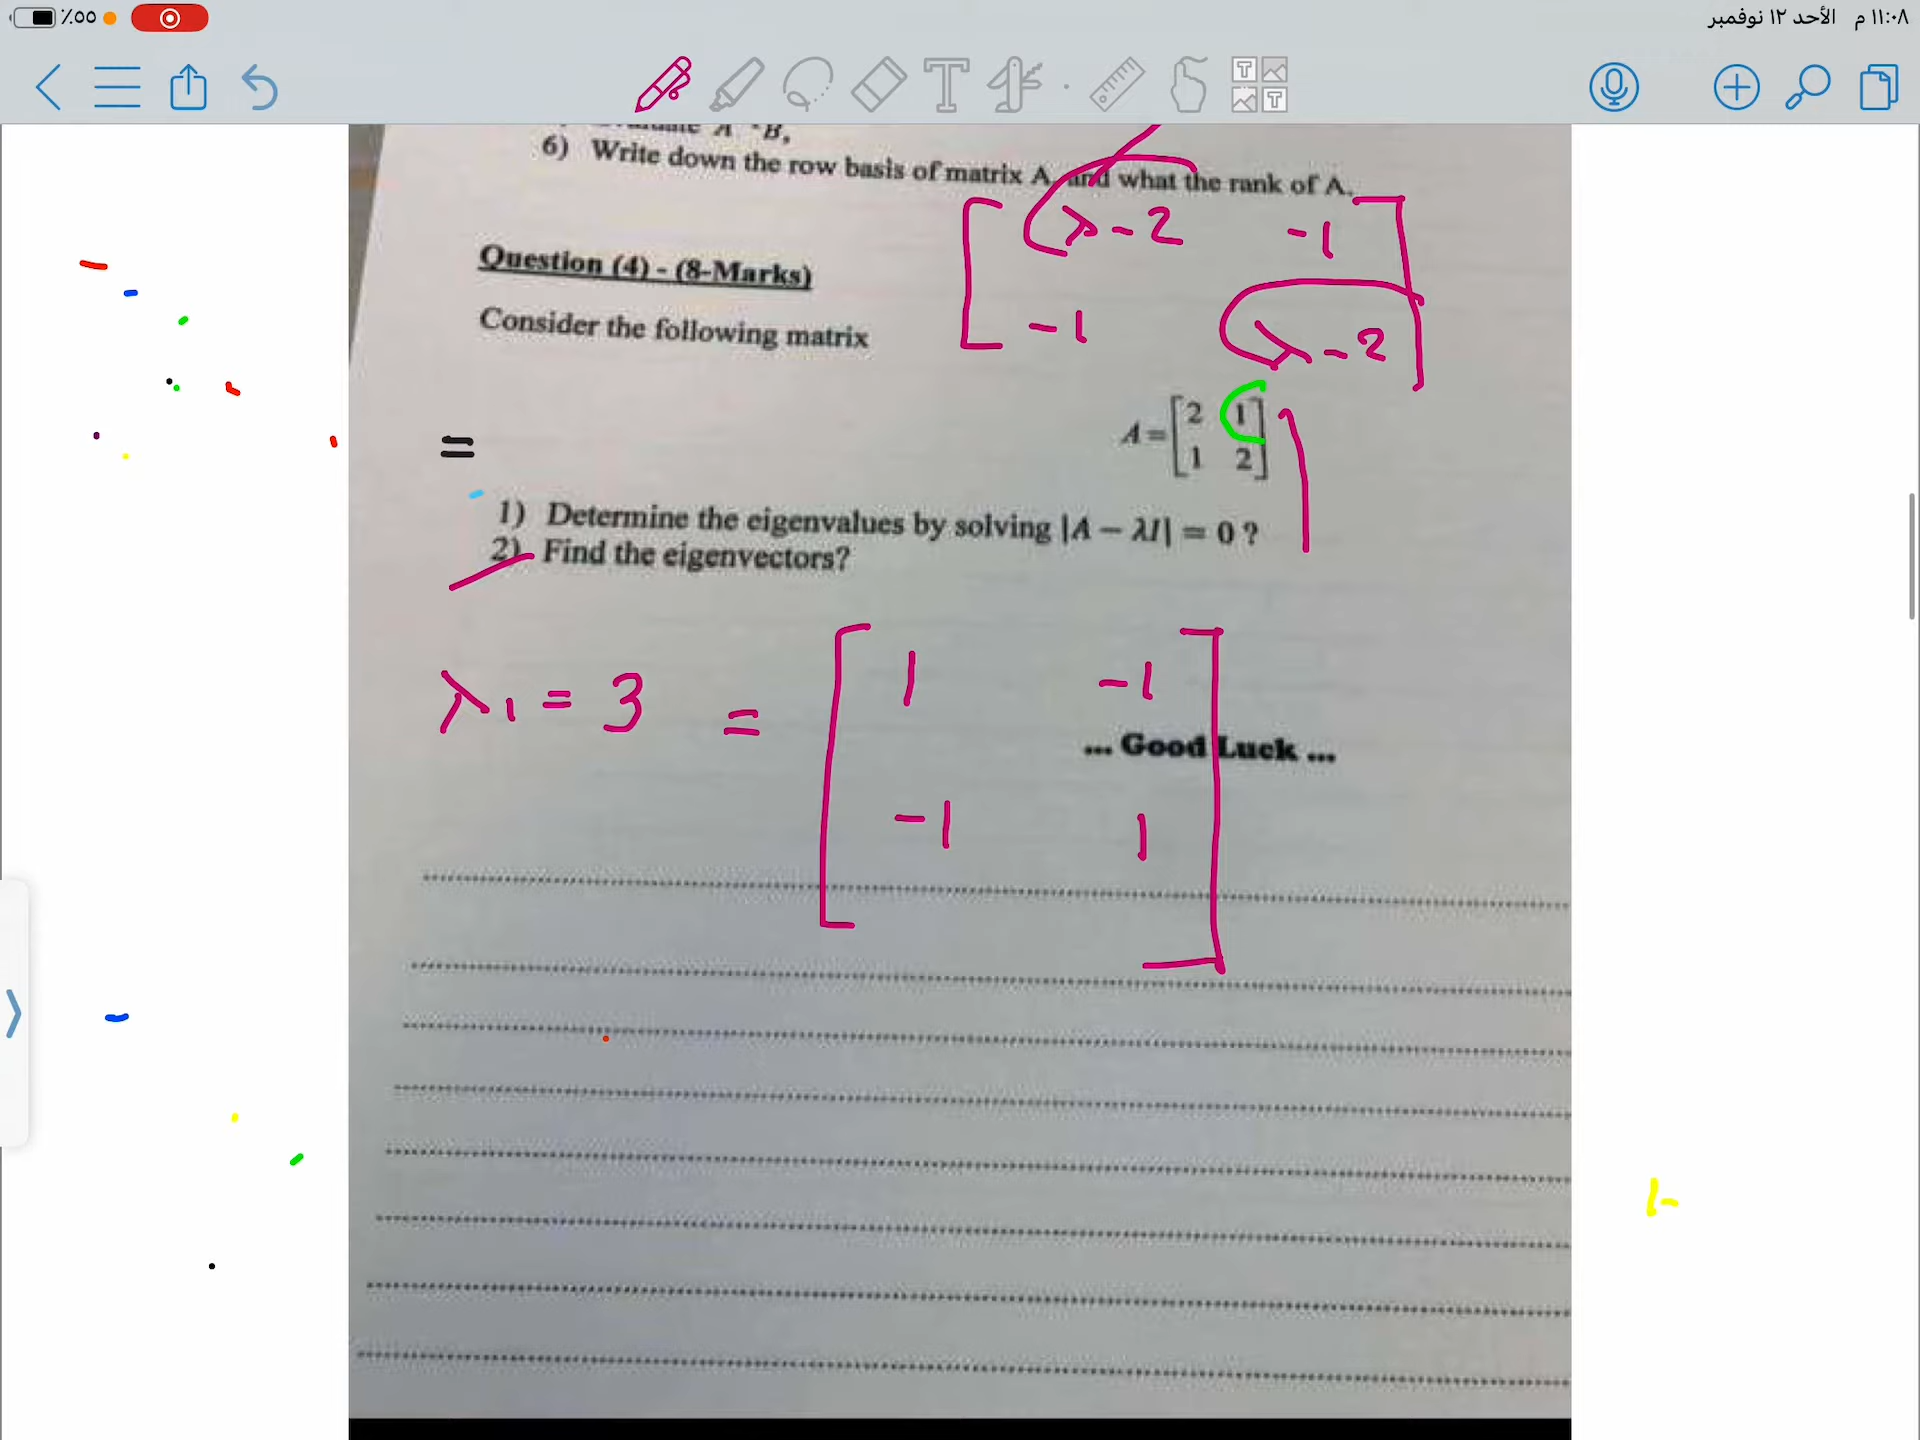 ٪٥٥
١١:٠٨ م الأحد ١٢ نوفمبر
A B,
6) Write down the row basis of matrix A, and what the rank of A.
λ-2 -1
-1 λ-2
Question (4) - (8-Marks)
Consider the following matrix
A = [2 1
1 2]
=
1) Determine the eigenvalues by solving |A − λI| = 0 ?
2) Find the eigenvectors?
λ1 = 3 = [1 -1
-1 1]
... Good Luck ...